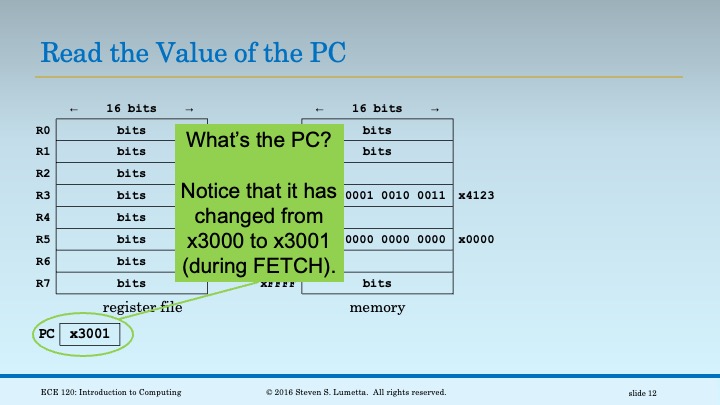 Read the Value of the PC
← 16 bits → ← 16 bits →
R0 bits bits
R1 bits bits
R2
R3 bits 0001 0010 0011 x4123
R4
R5 bits 0000 0000 0000 x0000
R6 bits
R7 bits xFFFF bits
What's the PC?
Notice that it has
changed from
x3000 to x3001
(during FETCH).
register file memory
PC x3001
ECE 120: Introduction to Computing © 2016 Steven S. Lumetta. All rights reserved. slide 12